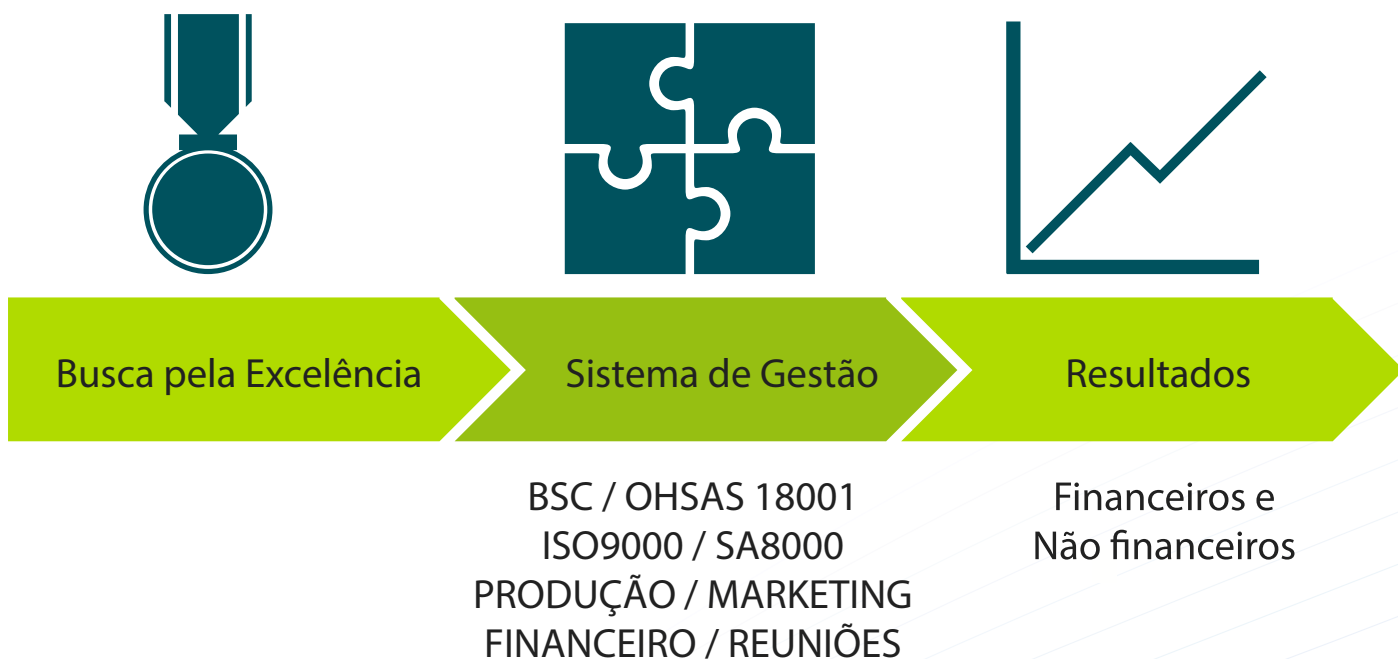 Busca pela Excelência
Sistema de Gestão
Resultados
BSC / OHSAS 18001
ISO9000 / SA8000
PRODUÇÃO / MARKETING
FINANCEIRO / REUNIÕES
Financeiros e
Não financeiros